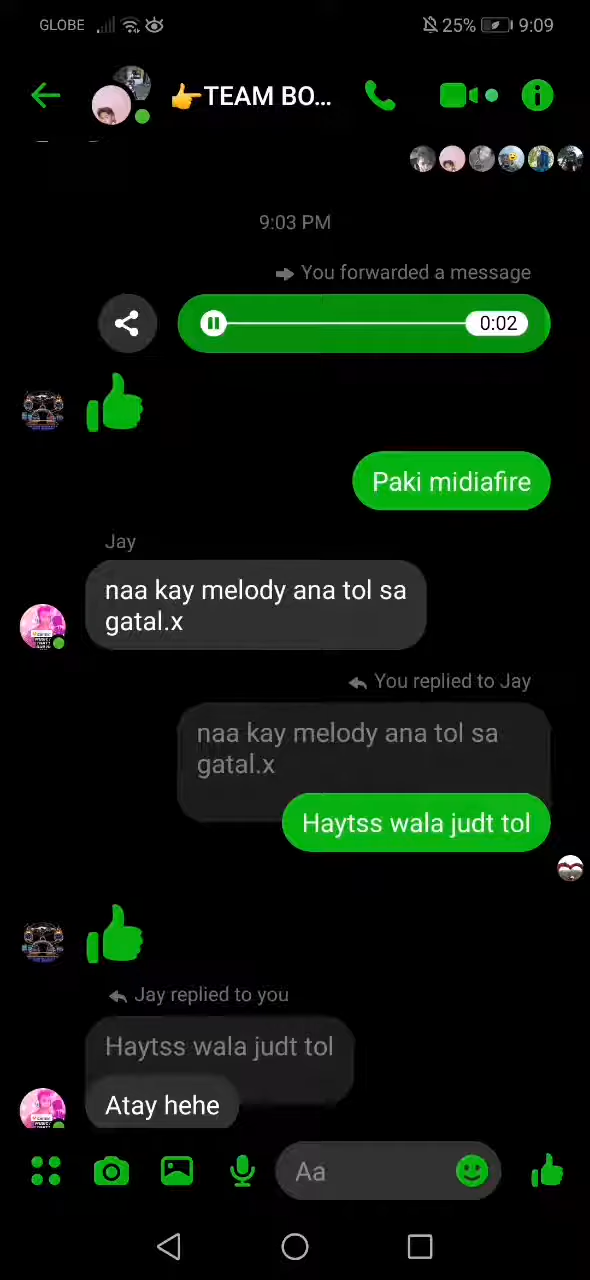 GLOBE 25% 9:09
👉TEAM BO...
9:03 PM
You forwarded a message
0:02
Paki midiafire
Jay
naa kay melody ana tol sa
gatal.x
You replied to Jay
naa kay melody ana tol sa
gatal.x
Haytss wala judt tol
Jay replied to you
Haytss wala judt tol
Atay hehe
Aa